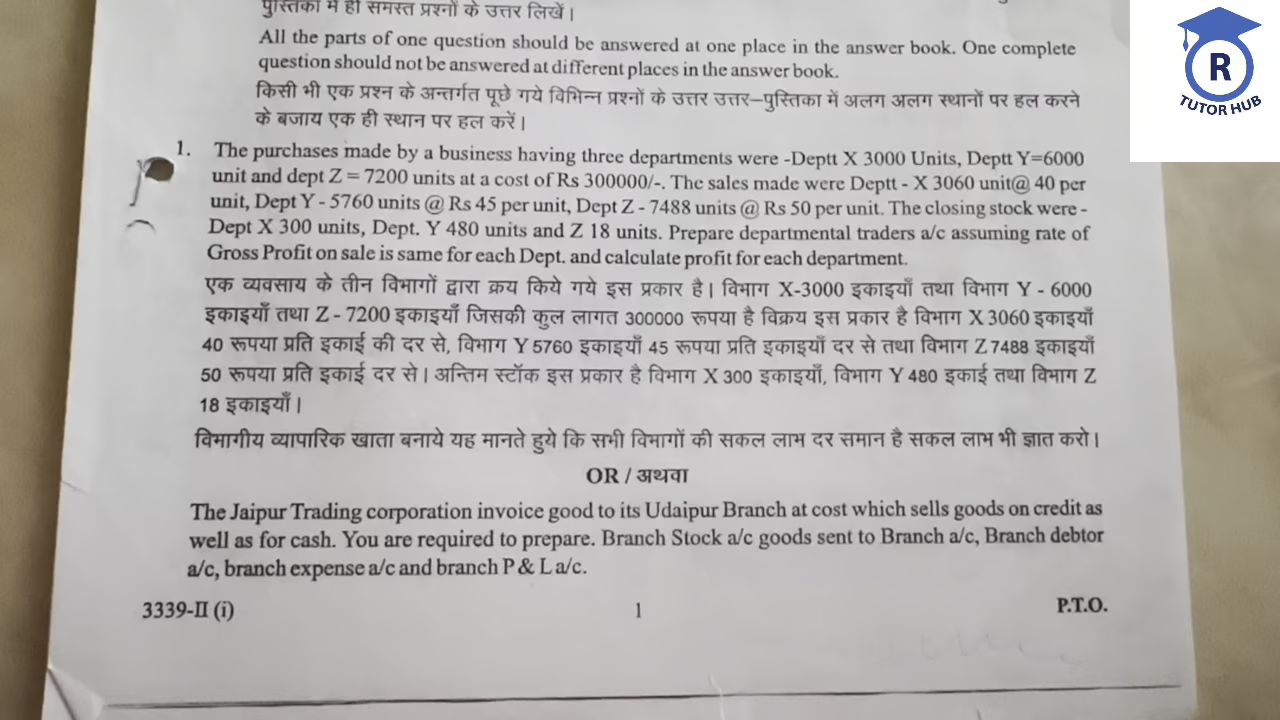 पुस्तिका में ही समस्त प्रश्नों के उत्तर लिखें।
All the parts of one question should be answered at one place in the answer book. One complete
question should not be answered at different places in the answer book.
किसी भी एक प्रश्न के अन्तर्गत पूछे गये विभिन्न प्रश्नों के उत्तर उत्तर–पुस्तिका में अलग अलग स्थानों पर हल करने
के बजाय एक ही स्थान पर हल करें।
1. The purchases made by a business having three departments were -Deptt X 3000 Units, Deptt Y=6000
unit and dept Z = 7200 units at a cost of Rs 300000/-. The sales made were Deptt - X 3060 unit@ 40 per
unit, Dept Y - 5760 units @ Rs 45 per unit, Dept Z - 7488 units @ Rs 50 per unit. The closing stock were -
Dept X 300 units, Dept. Y 480 units and Z 18 units. Prepare departmental traders a/c assuming rate of
Gross Profit on sale is same for each Dept. and calculate profit for each department.
एक व्यवसाय के तीन विभागों द्वारा क्रय किये गये इस प्रकार है। विभाग X-3000 इकाइयाँ तथा विभाग Y - 6000
इकाइयाँ तथा Z - 7200 इकाइयाँ जिसकी कुल लागत 300000 रूपया है विक्रय इस प्रकार है विभाग X 3060 इकाइयाँ
40 रूपया प्रति इकाई की दर से, विभाग Y 5760 इकाइयाँ 45 रूपया प्रति इकाइयाँ दर से तथा विभाग Z 7488 इकाइयाँ
50 रूपया प्रति इकाई दर से। अन्तिम स्टॉक इस प्रकार है विभाग X 300 इकाइयाँ, विभाग Y 480 इकाई तथा विभाग Z
18 इकाइयाँ।
विभागीय व्यापारिक खाता बनाये यह मानते हुये कि सभी विभागों की सकल लाभ दर समान है सकल लाभ भी ज्ञात करो।
OR / अथवा
The Jaipur Trading corporation invoice good to its Udaipur Branch at cost which sells goods on credit as
well as for cash. You are required to prepare. Branch Stock a/c goods sent to Branch a/c, Branch debtor
a/c, branch expense a/c and branch P & L a/c.
3339-II (i) 1 P.T.O.
R
TUTOR HUB